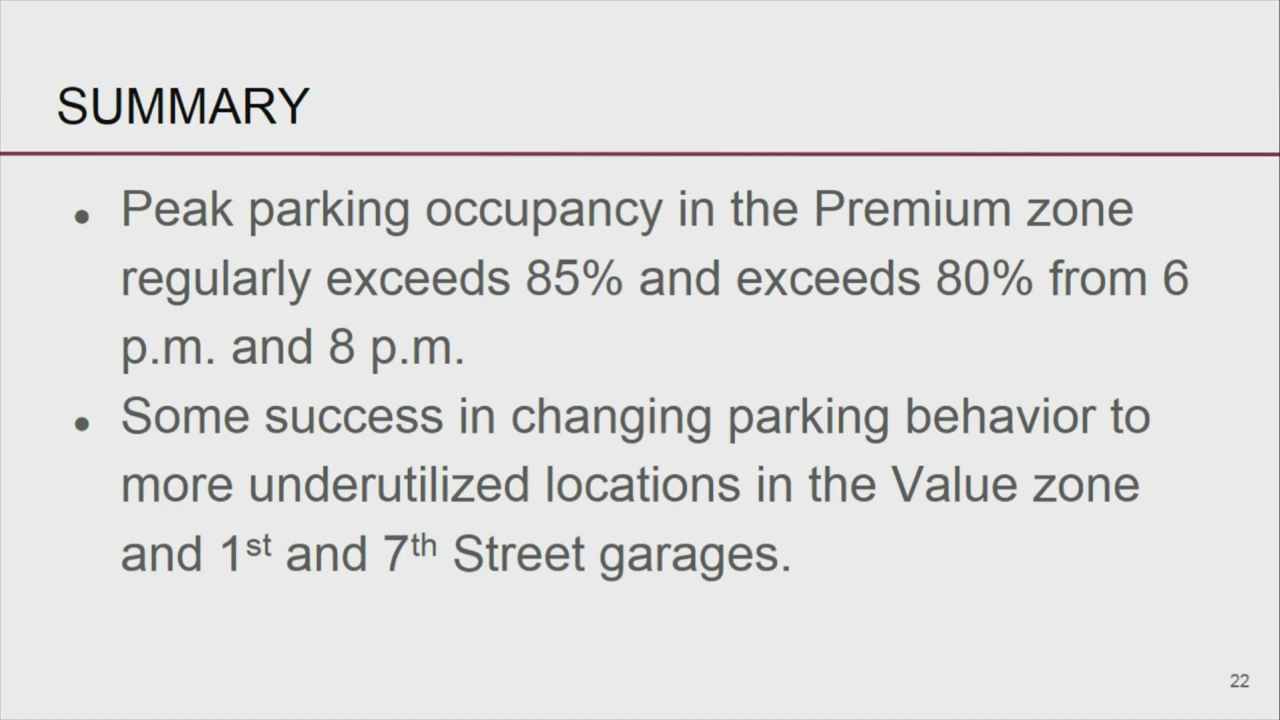 SUMMARY
• Peak parking occupancy in the Premium zone
regularly exceeds 85% and exceeds 80% from 6
p.m. and 8 p.m.
• Some success in changing parking behavior to
more underutilized locations in the Value zone
and 1st and 7th Street garages.
22